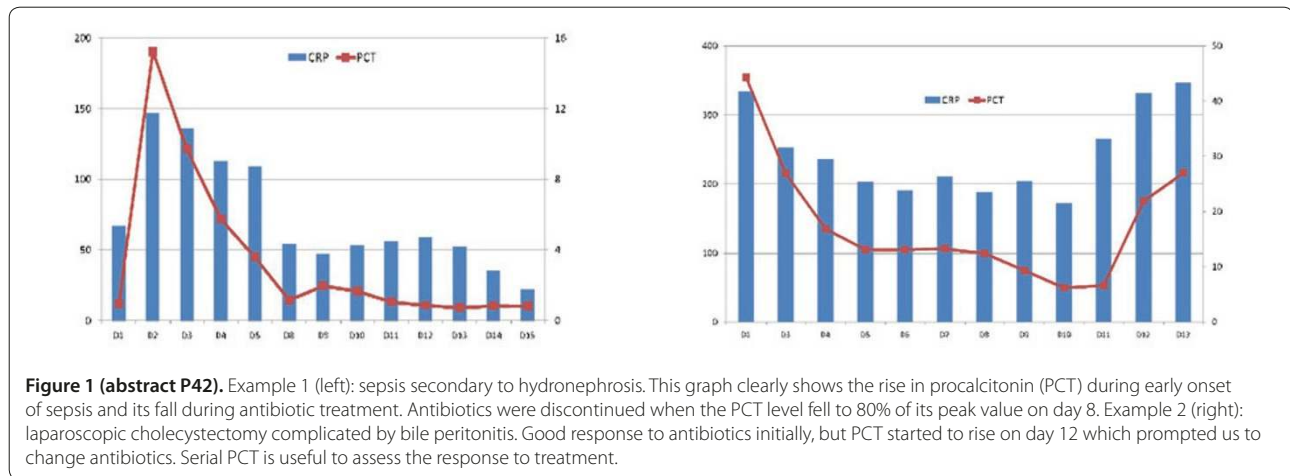 200
150
100
50
0
CRP PCT
16
12
8
4
0
D1 D2 D3 D4 D5 D8 D9 D10 D11 D12 D13 D14 D15
400
300
200
100
0
CRP PCT
50
40
30
20
10
0
D1 D3 D4 D5 D6 D7 D8 D9 D10 D11 D12 D13
Figure 1 (abstract P42). Example 1 (left): sepsis secondary to hydronephrosis. This graph clearly shows the rise in procalcitonin (PCT) during early onset
of sepsis and its fall during antibiotic treatment. Antibiotics were discontinued when the PCT level fell to 80% of its peak value on day 8. Example 2 (right):
laparoscopic cholecystectomy complicated by bile peritonitis. Good response to antibiotics initially, but PCT started to rise on day 12 which prompted us to
change antibiotics. Serial PCT is useful to assess the response to treatment.